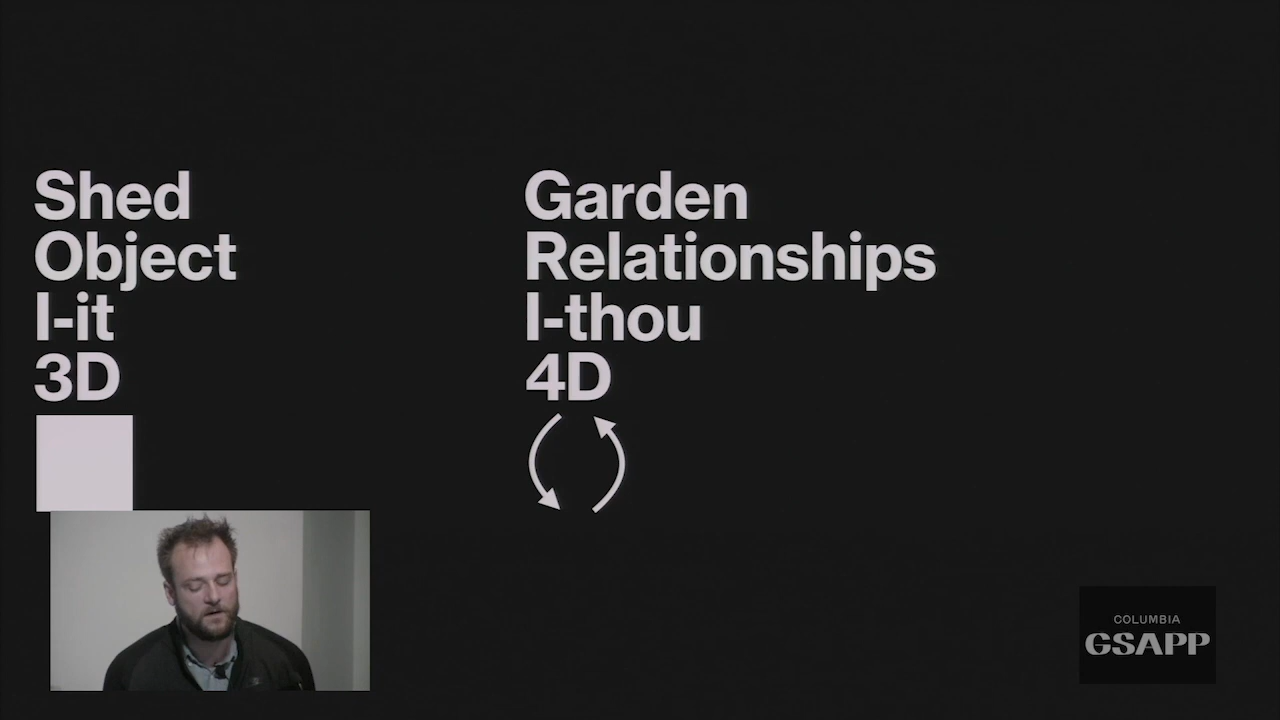 Shed
Object
I-it
3D
Garden
Relationships
I-thou
4D
COLUMBIA
GSAPP